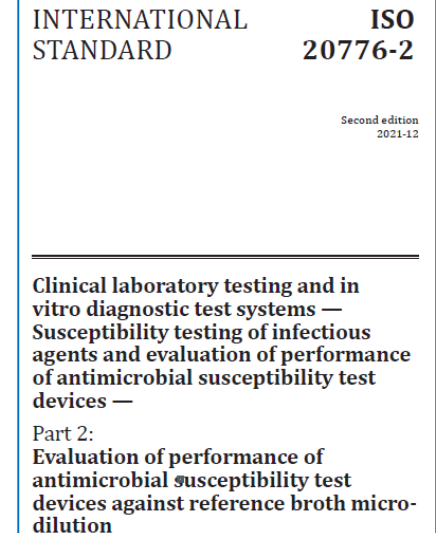 INTERNATIONAL
STANDARD
ISO
20776-2
Second edition
2021-12
Clinical laboratory testing and in
vitro diagnostic test systems —
Susceptibility testing of infectious
agents and evaluation of performance
of antimicrobial susceptibility test
devices —
Part 2:
Evaluation of performance of
antimicrobial susceptibility test
devices against reference broth micro-
dilution